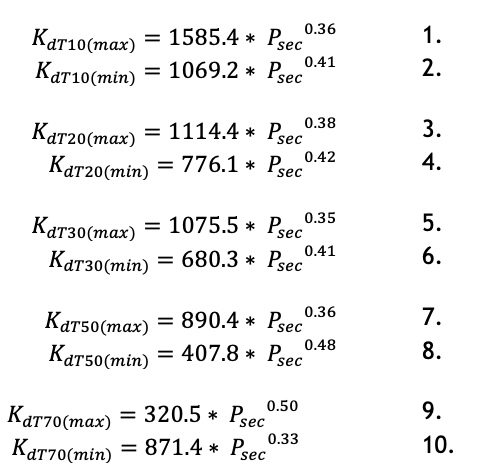 K_dT10(max) = 1585.4 * P_sec^0.36 1.
K_dT10(min) = 1069.2 * P_sec^0.41 2.
K_dT20(max) = 1114.4 * P_sec^0.38 3.
K_dT20(min) = 776.1 * P_sec^0.42 4.
K_dT30(max) = 1075.5 * P_sec^0.35 5.
K_dT30(min) = 680.3 * P_sec^0.41 6.
K_dT50(max) = 890.4 * P_sec^0.36 7.
K_dT50(min) = 407.8 * P_sec^0.48 8.
K_dT70(max) = 320.5 * P_sec^0.50 9.
K_dT70(min) = 871.4 * P_sec^0.33 10.